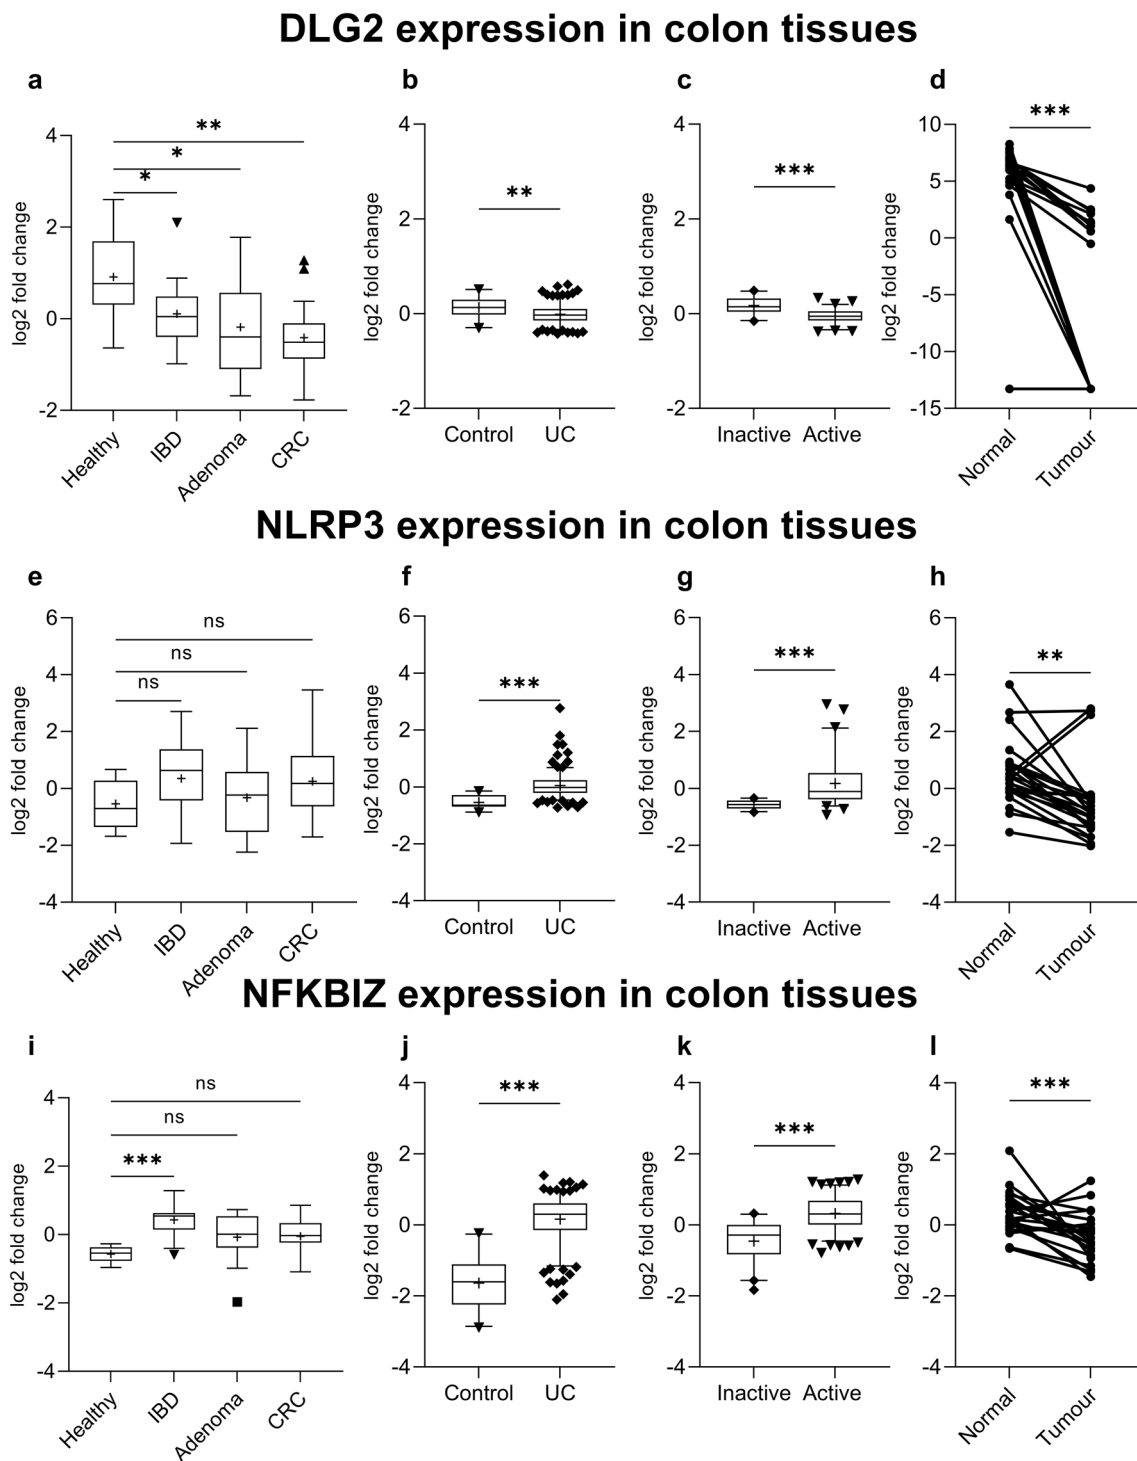 DLG2 expression in colon tissues
a
b
c
d
log2 fold change
4
2
0
-2
**
*
*
Healthy
IBD
Adenoma
CRC
log2 fold change
4
2
0
-2
**
Control
UC
log2 fold change
4
2
0
-2
***
Inactive
Active
log2 fold change
10
5
0
-5
-10
-15
***
Normal
Tumour
NLRP3 expression in colon tissues
e
f
g
h
log2 fold change
6
4
2
0
-2
-4
ns
ns
ns
Healthy
IBD
Adenoma
CRC
log2 fold change
6
4
2
0
-2
-4
***
Control
UC
log2 fold change
6
4
2
0
-2
-4
***
Inactive
Active
log2 fold change
6
4
2
0
-2
-4
**
Normal
Tumour
NFKBIZ expression in colon tissues
i
j
k
l
log2 fold change
4
2
0
-2
-4
ns
ns
***
Healthy
IBD
Adenoma
CRC
log2 fold change
4
2
0
-2
-4
***
Control
UC
log2 fold change
4
2
0
-2
-4
***
Inactive
Active
log2 fold change
4
2
0
-2
-4
***
Normal
Tumour